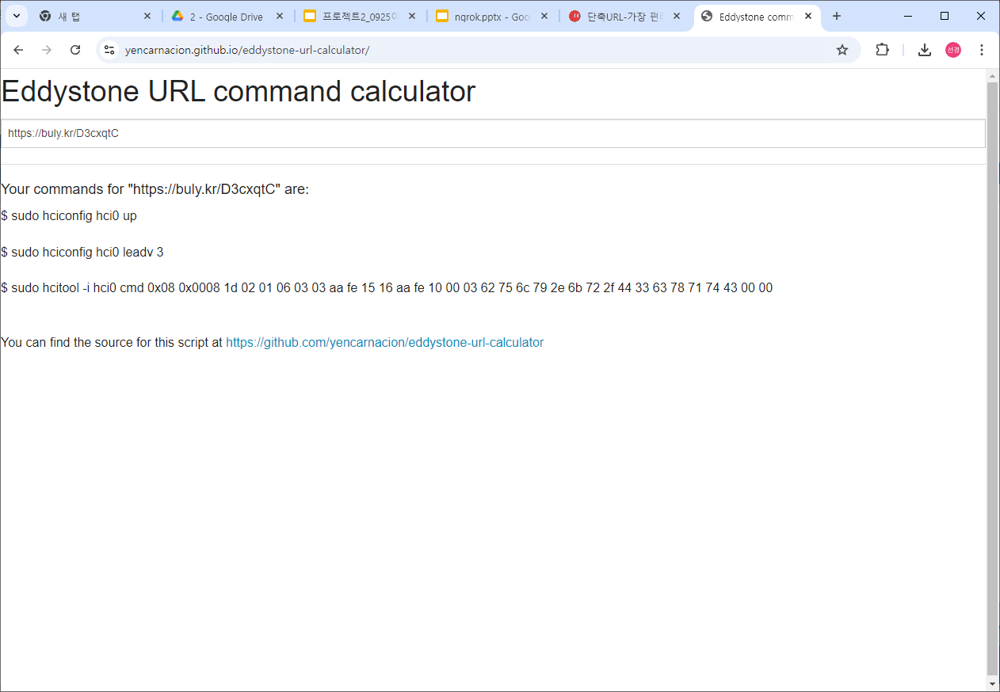 새 탭
2 - Google Drive
프로젝트2_0925
nqrok.pptx - Goo
단축URL-가장 편
Eddystone comm
yencarnacion.github.io/eddystone-url-calculator/
선경
Eddystone URL command calculator
https://buly.kr/D3cxqtC
Your commands for "https://buly.kr/D3cxqtC" are:
$ sudo hciconfig hci0 up
$ sudo hciconfig hci0 leadv 3
$ sudo hcitool -i hci0 cmd 0x08 0x0008 1d 02 01 06 03 03 aa fe 15 16 aa fe 10 00 03 62 75 6c 79 2e 6b 72 2f 44 33 63 78 71 74 43 00 00
You can find the source for this script at https://github.com/yencarnacion/eddystone-url-calculator